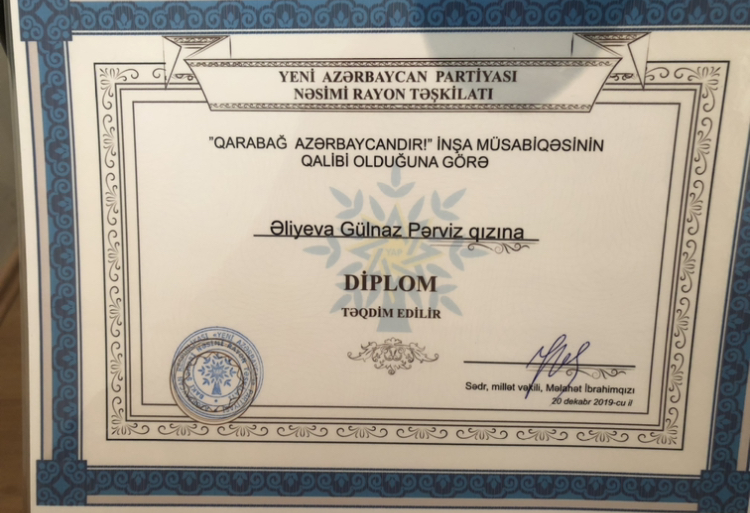 YENİ AZƏRBAYCAN PARTİYASI
NƏSİMİ RAYON TƏŞKİLATI
"QARABAĞ AZƏRBAYCANDIR!" İNŞA MÜSABİQƏSİNİN
QALİBİ OLDUĞUNA GÖRƏ
Əliyeva Gülnaz Pərviz qızına
DİPLOM
TƏQDİM EDİLİR
Sədr, millət vəkili, Məlahət İbrahimqızı
20 dekabr 2019-cu il